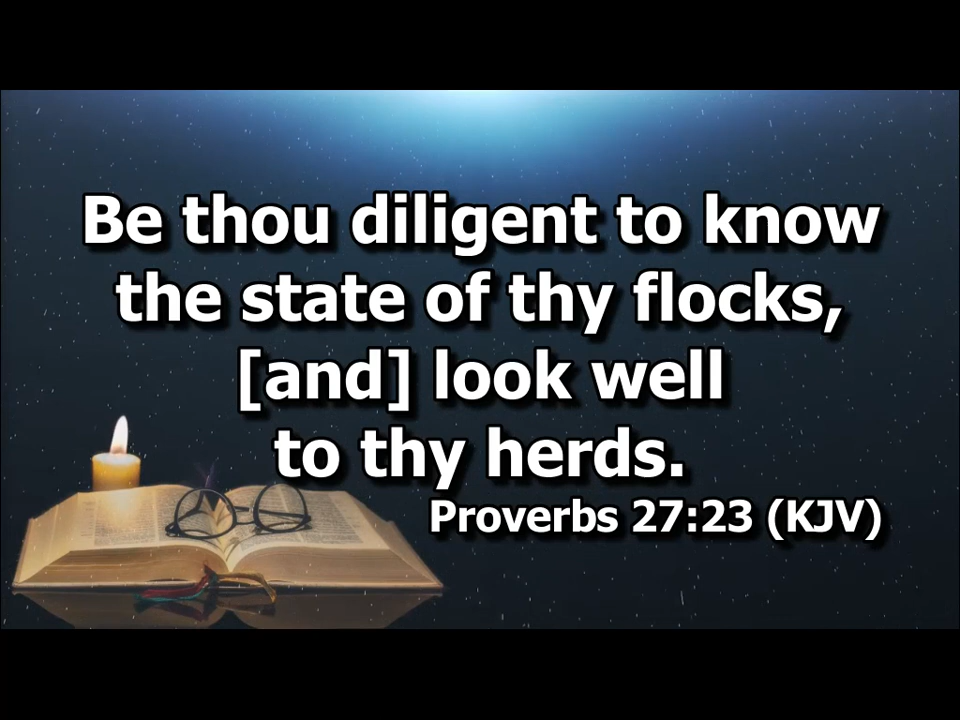 Be thou diligent to know
the state of thy flocks,
[and] look well
to thy herds.
Proverbs 27:23 (KJV)